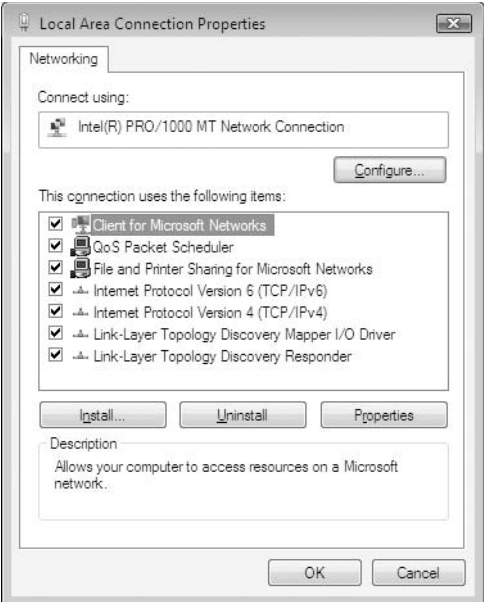 Local Area Connection Properties
Networking
Connect using:
Intel(R) PRO/1000 MT Network Connection
Configure...
This connection uses the following items:
Client for Microsoft Networks
QoS Packet Scheduler
File and Printer Sharing for Microsoft Networks
Internet Protocol Version 6 (TCP/IPv6)
Internet Protocol Version 4 (TCP/IPv4)
Link-Layer Topology Discovery Mapper I/O Driver
Link-Layer Topology Discovery Responder
Install... Uninstall Properties
Description
Allows your computer to access resources on a Microsoft
network.
OK Cancel